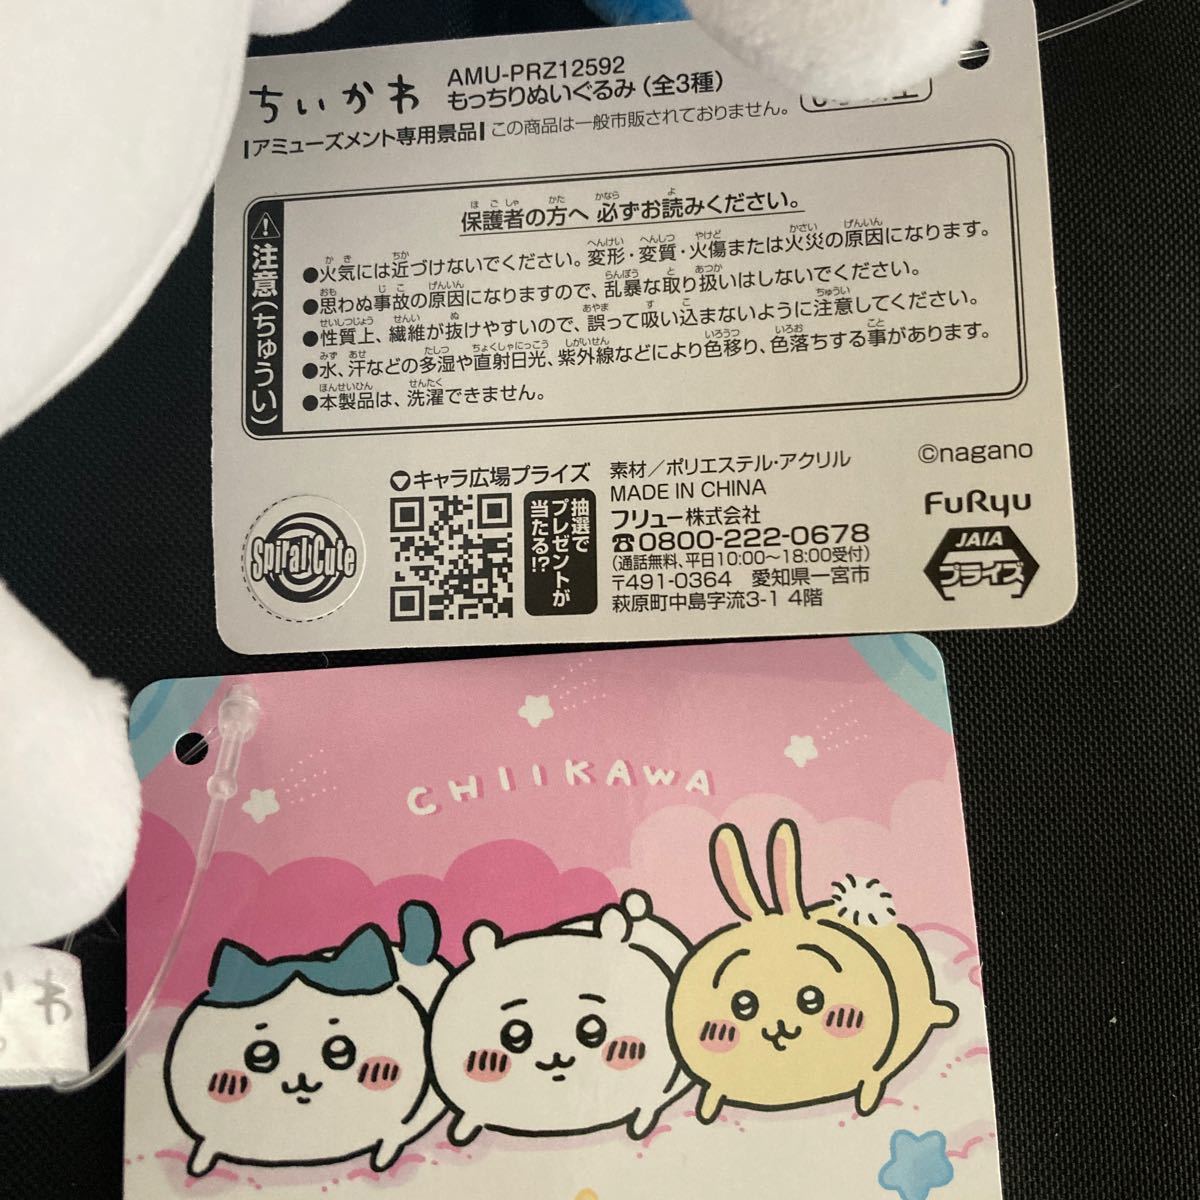 ちいかわ
AMU-PRZ12592
もっちりぬいぐるみ(全3種)
アミューズメント専用景品 この商品は一般市販されておりません。
注意(ちゅうい)
保護者の方へ 必ずお読みください。
●火気には近づけないでください。変形・変質・火傷または火災の原因になります。
●思わぬ事故の原因になりますので、乱暴な取り扱いはしないでください。
●性質上、繊維が抜けやすいので、誤って吸い込まないように注意してください。
●水、汗などの多湿や直射日光、紫外線などにより色移り、色落ちする事があります。
●本製品は、洗濯できません。
Spiral Cute
キャラ広場プライズ
抽選で
プレゼントが
当たる!?
素材/ポリエステル・アクリル
MADE IN CHINA
フリュー株式会社
☎0800-222-0678
(通話無料、平日10:00〜18:00受付)
〒491-0364 愛知県一宮市
萩原町中島字流3-1 4階
©nagano
FuRyu
JAIA
プライズ
CHIIKAWA
かわ